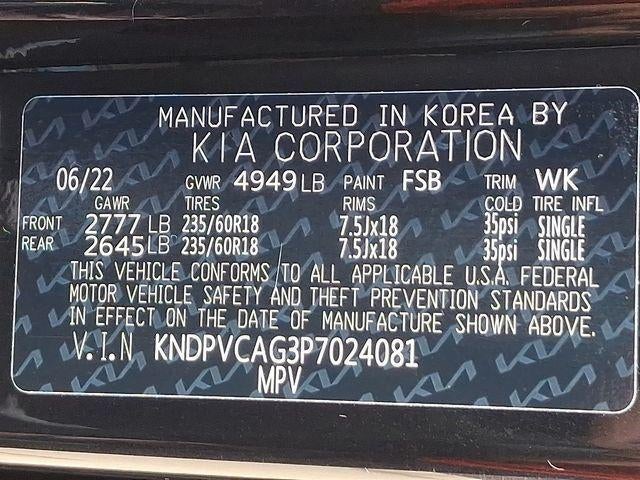 MANUFACTURED IN KOREA BY
KIA CORPORATION
06/22 GVWR 4949 LB PAINT FSB TRIM WK
GAWR TIRES RIMS COLD TIRE INFL
FRONT 2777 LB 235/60R18 7.5Jx18 35psi SINGLE
REAR 2645 LB 235/60R18 7.5Jx18 35psi SINGLE
THIS VEHICLE CONFORMS TO ALL APPLICABLE U.S.A. FEDERAL
MOTOR VEHICLE SAFETY AND THEFT PREVENTION STANDARDS
IN EFFECT ON THE DATE OF MANUFACTURE SHOWN ABOVE.
V.I.N KNDPVCAG3P7024081
MPV